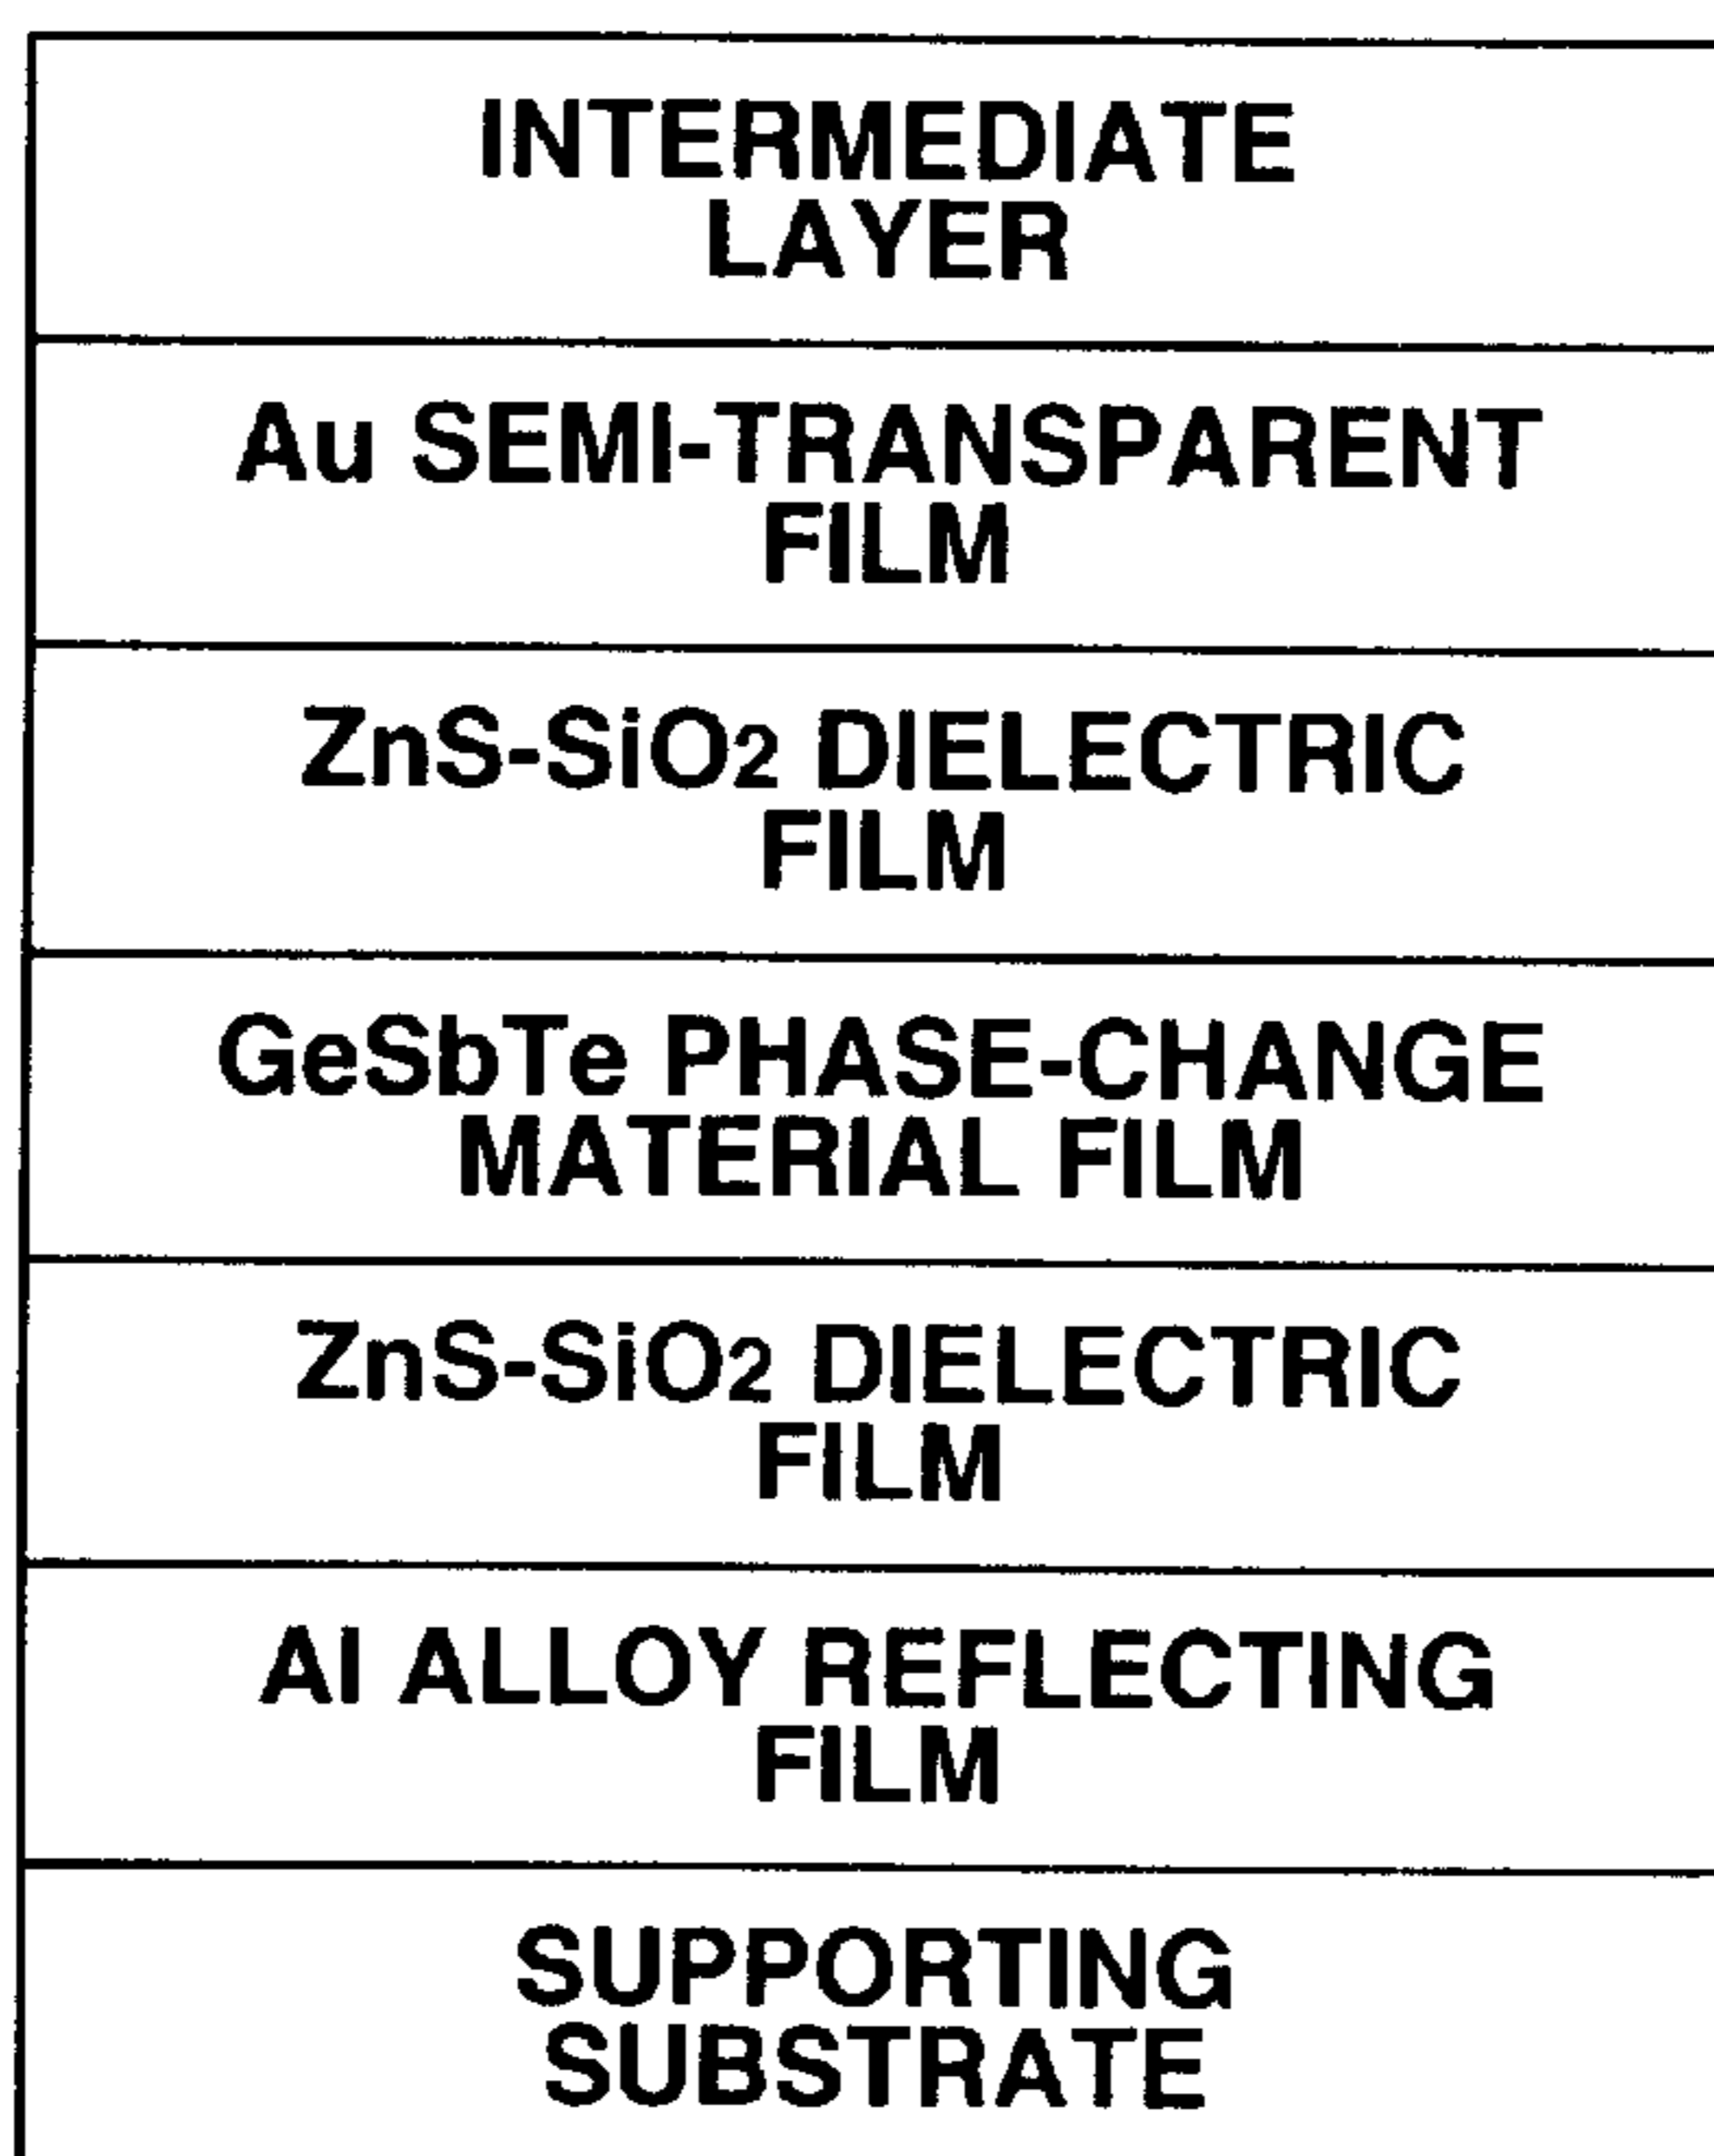 INTERMEDIATE
LAYER
Au SEMI-TRANSPARENT
FILM
ZnS-SiO2 DIELECTRIC
FILM
GeSbTe PHASE-CHANGE
MATERIAL FILM
ZnS-SiO2 DIELECTRIC
FILM
Al ALLOY REFLECTING
FILM
SUPPORTING
SUBSTRATE